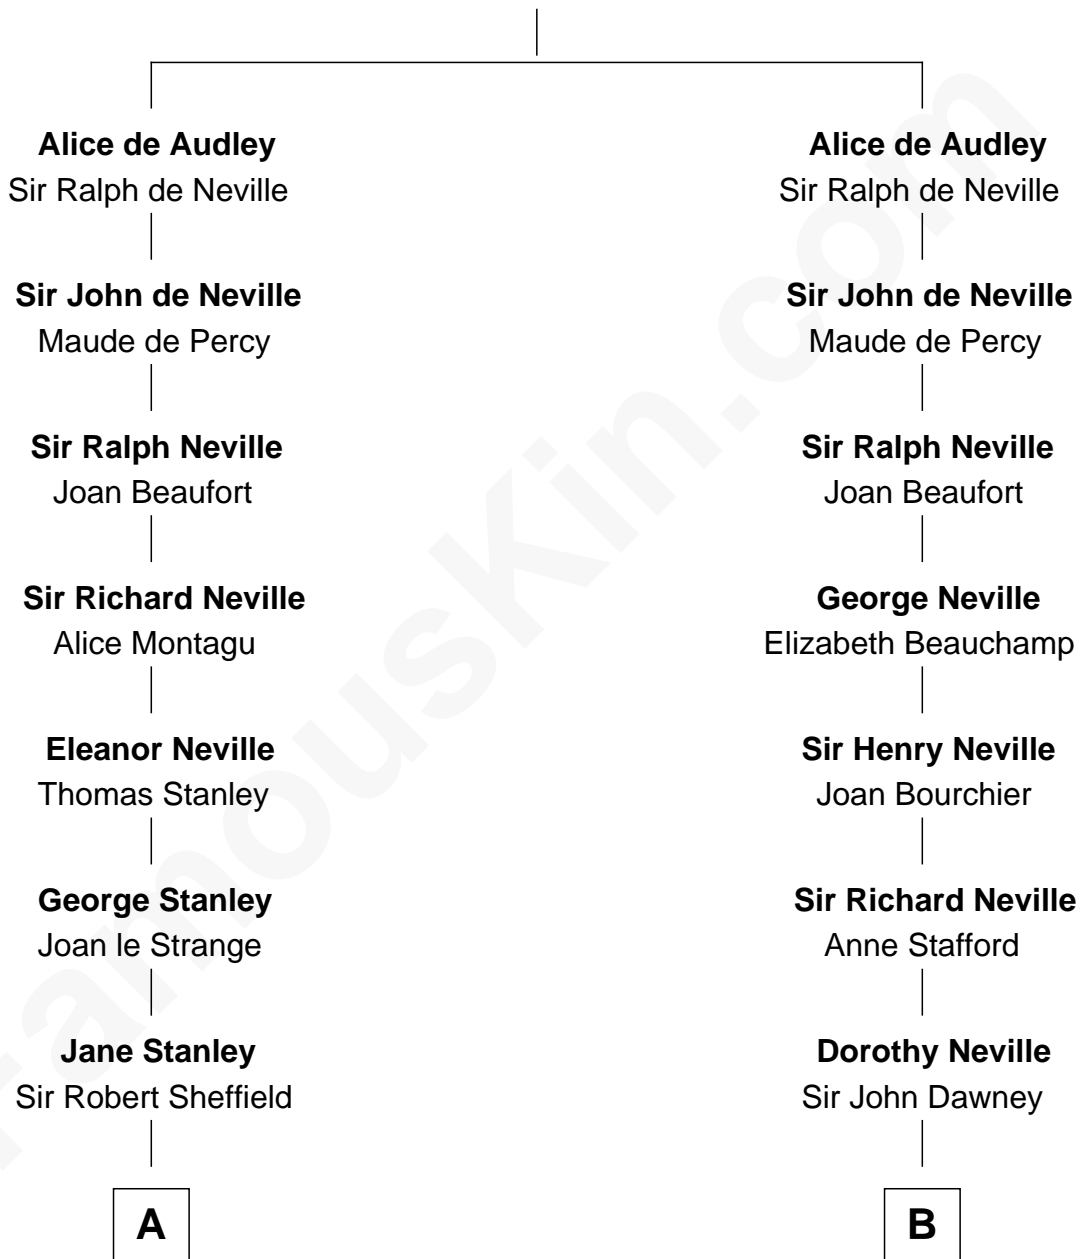 Alice de Audley
Sir Ralph de Neville
Sir John de Neville
Maude de Percy
Sir Ralph Neville
Joan Beaufort
Sir Richard Neville
Alice Montagu
Eleanor Neville
Thomas Stanley
George Stanley
Joan le Strange
Jane Stanley
Sir Robert Sheffield
A
Alice de Audley
Sir Ralph de Neville
Sir John de Neville
Maude de Percy
Sir Ralph Neville
Joan Beaufort
George Neville
Elizabeth Beauchamp
Sir Henry Neville
Joan Bourchier
Sir Richard Neville
Anne Stafford
Dorothy Neville
Sir John Dawney
B
FamousKin.com